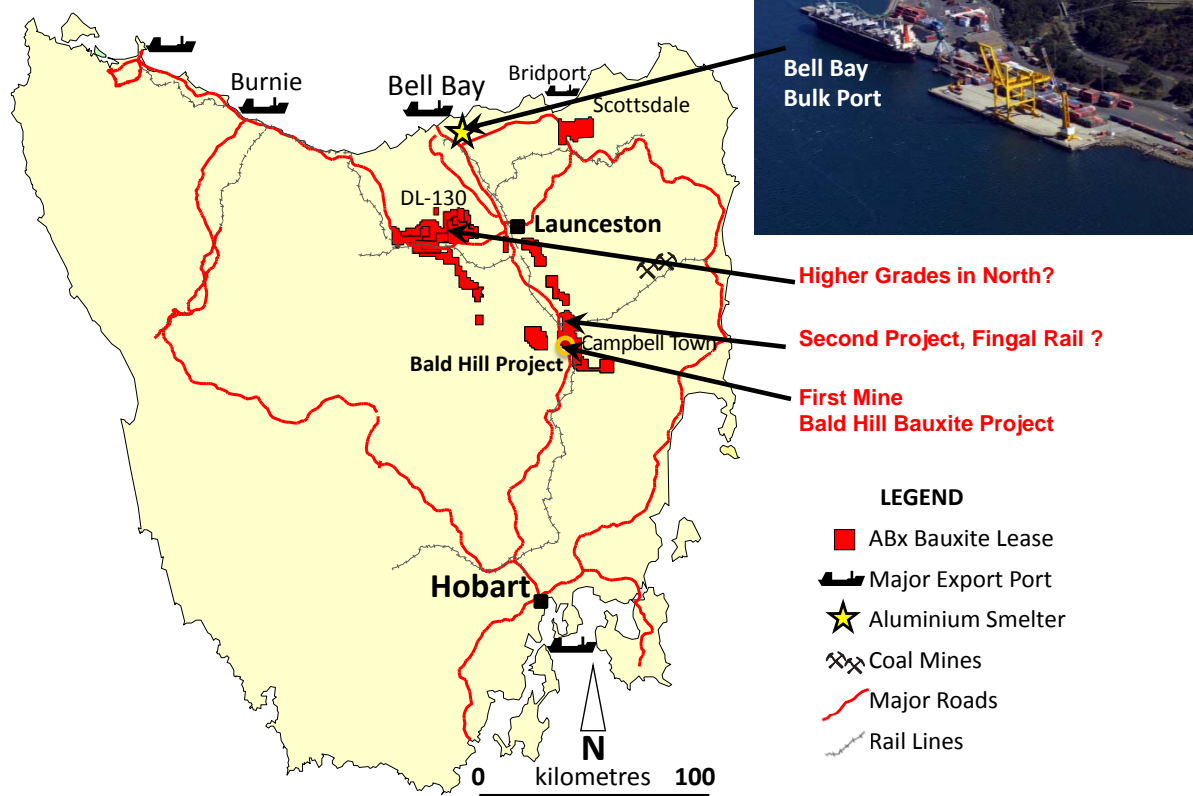 Burnie
Bell Bay
Bridport
Scottsdale
Bell Bay
Bulk Port
DL-130
Launceston
Higher Grades in North?
Campbell Town
Second Project, Fingal Rail ?
Bald Hill Project
First Mine
Bald Hill Bauxite Project
LEGEND
ABx Bauxite Lease
Major Export Port
Aluminium Smelter
Coal Mines
Major Roads
Rail Lines
Hobart
N
0 kilometres 100